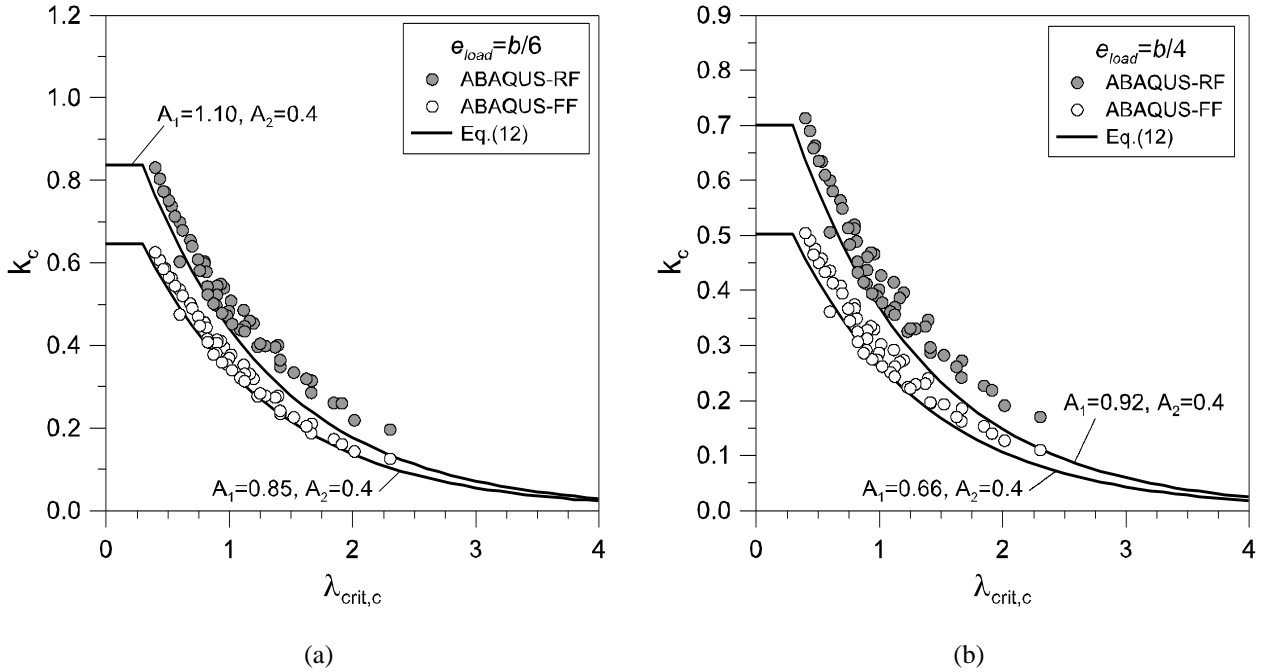 1.2
1.0
0.8
0.6
0.4
0.2
0.0
k_c
0 1 2 3 4
λ_crit,c
e_load=b/6
ABAQUS-RF
ABAQUS-FF
Eq.(12)
A_1=1.10, A_2=0.4
A_1=0.85, A_2=0.4
(a)
0.9
0.8
0.7
0.6
0.5
0.4
0.3
0.2
0.1
0.0
k_c
0 1 2 3 4
λ_crit,c
e_load=b/4
ABAQUS-RF
ABAQUS-FF
Eq.(12)
A_1=0.92, A_2=0.4
A_1=0.66, A_2=0.4
(b)